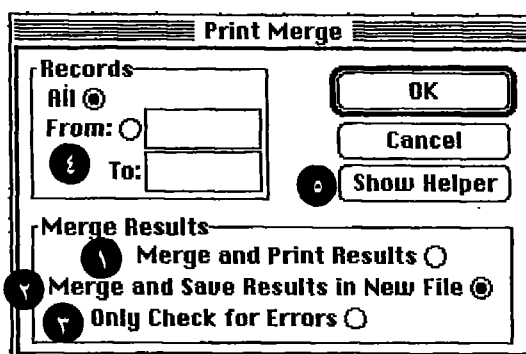 Print Merge
Records
All
From:
٤ To:
OK
Cancel
٥ Show Helper
Merge Results
١ Merge and Print Results
٢ Merge and Save Results in New File
٣ Only Check for Errors